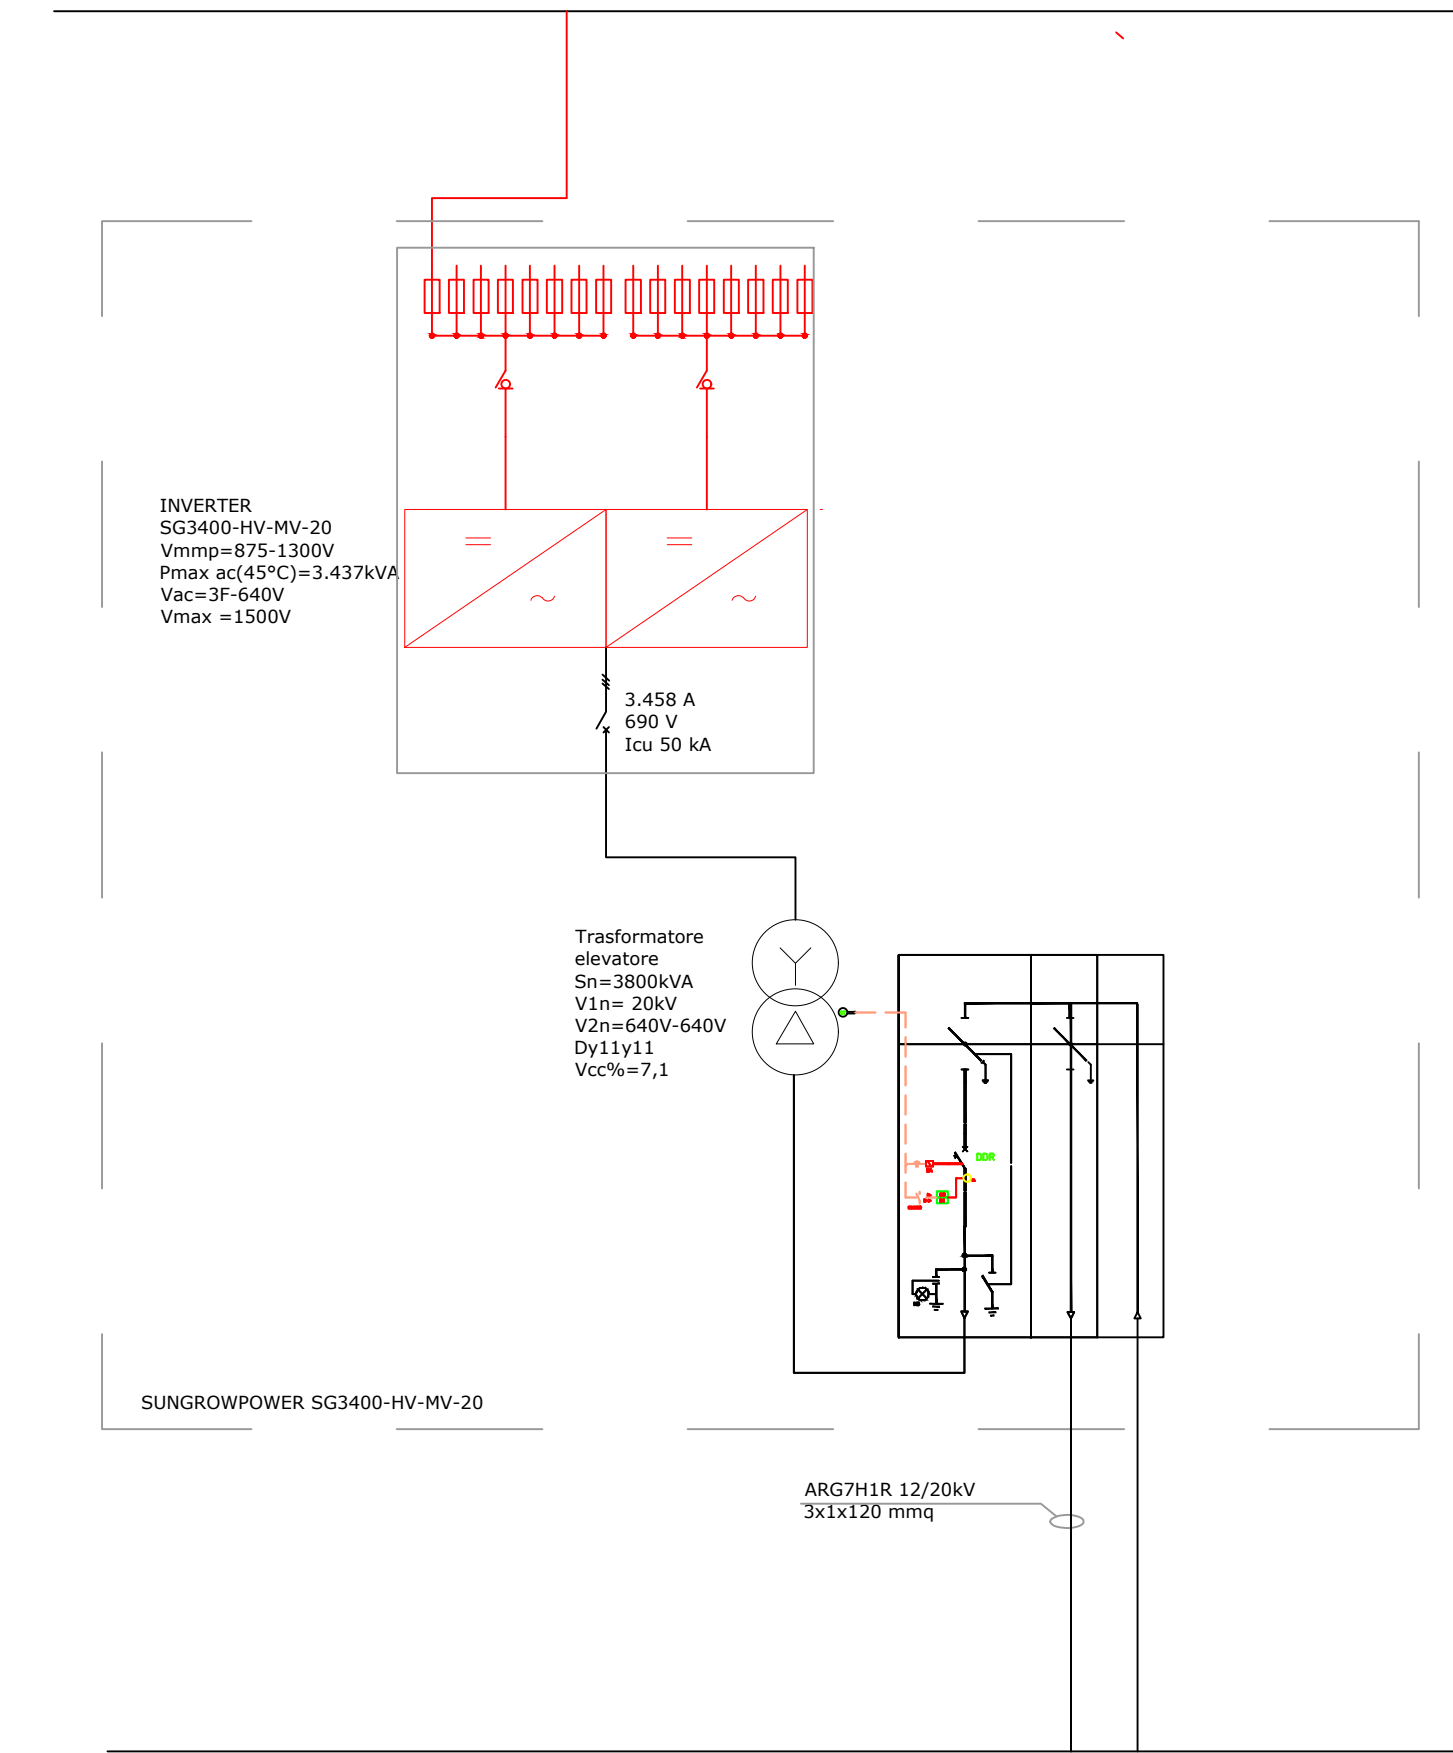 INVERTER
SG3400-HV-MV-20
Vmmp=875-1300V
Pmax ac(45°C)=3.437kVA
Vac=3F-640V
Vmax =1500V
3.458 A
690 V
Icu 50 kA
Trasformatore
elevatore
Sn=3800kVA
V1n= 20kV
V2n=640V-640V
Dy11y11
Vcc%=7,1
DDR
SUNGROWPOWER SG3400-HV-MV-20
ARG7H1R 12/20kV
3x1x120 mmq